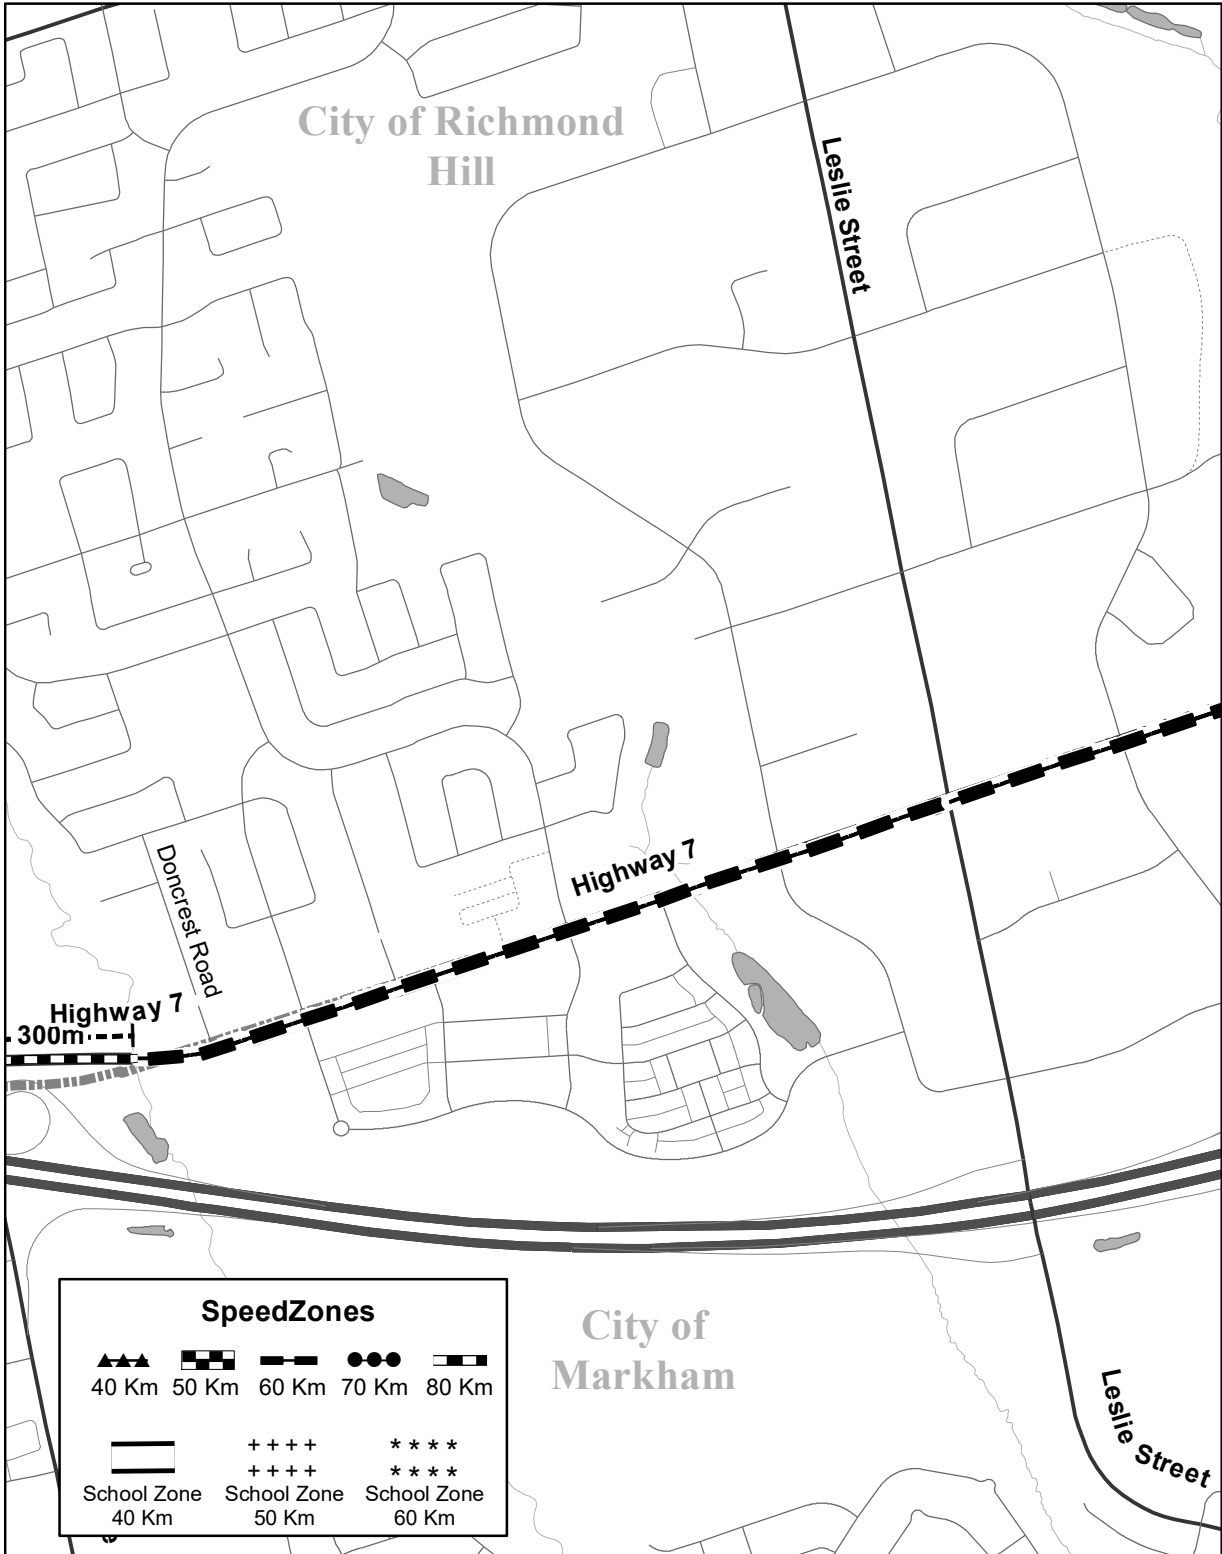 City of Richmond
Hill
Leslie Street
Highway 7
Doncrest Road
Highway 7
300m
SpeedZones
40 Km 50 Km 60 Km 70 Km 80 Km
School Zone School Zone School Zone
40 Km 50 Km 60 Km
City of
Markham
Leslie Street